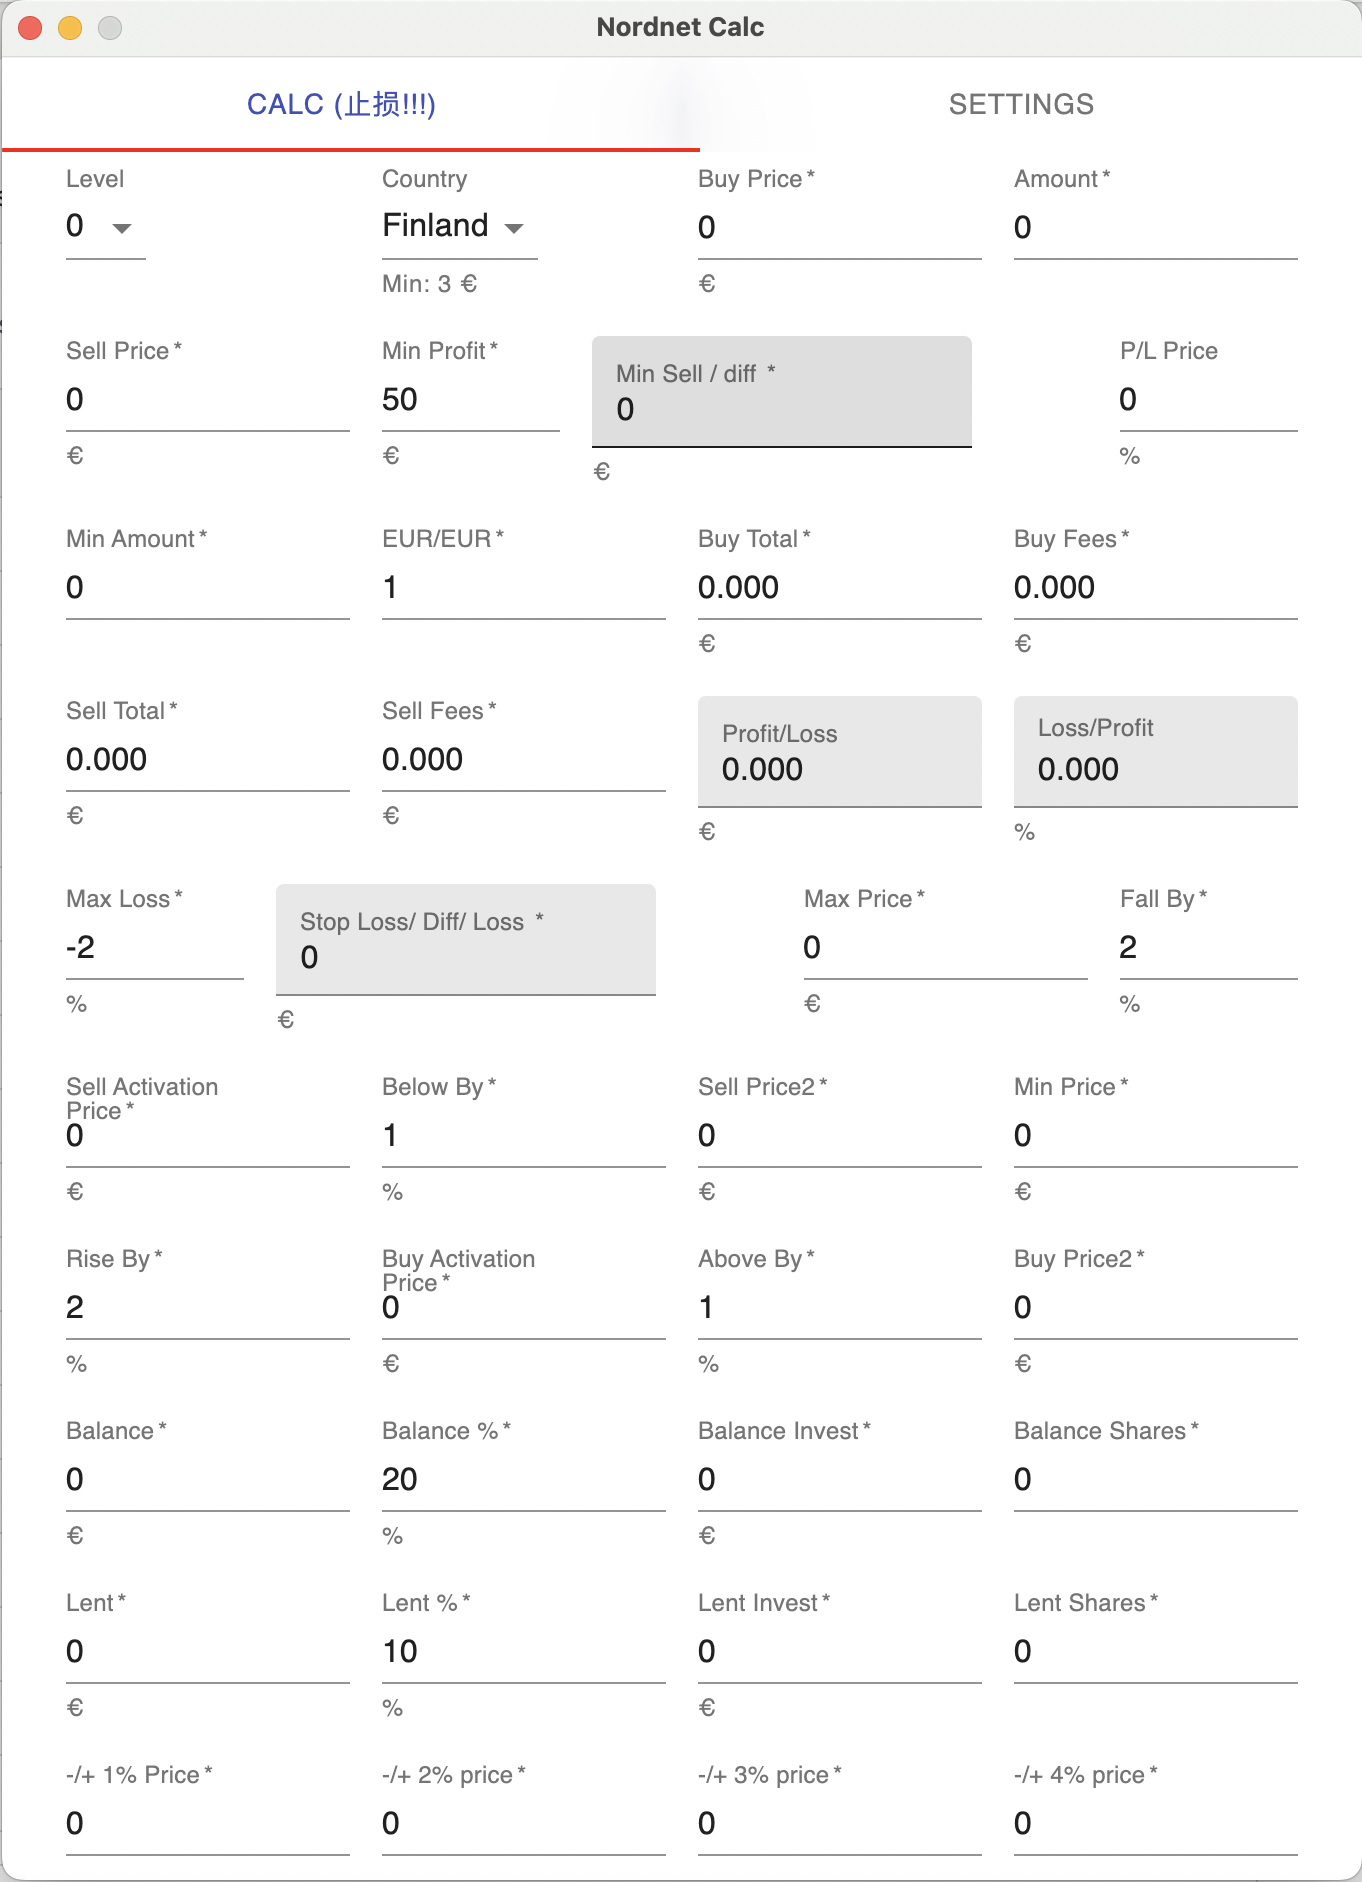 Nordnet Calc
CALC (止损!!!)
SETTINGS
Level
Country
Buy Price *
Amount *
0
Finland
0
0
Min: 3 €
€
Sell Price *
Min Profit *
Min Sell / diff *
P/L Price
0
50
0
0
€
€
€
%
Min Amount *
EUR/EUR *
Buy Total *
Buy Fees *
0
1
0.000
0.000
€
€
Sell Total *
Sell Fees *
Profit/Loss
Loss/Profit
0.000
0.000
0.000
0.000
€
€
€
%
Max Loss *
Stop Loss/ Diff/ Loss *
Max Price *
Fall By *
-2
0
0
2
%
€
€
%
Sell Activation
Price *
Below By *
Sell Price2 *
Min Price *
0
1
0
0
€
%
€
€
Rise By *
Buy Activation
Price *
Above By *
Buy Price2 *
2
0
1
0
%
€
%
€
Balance *
Balance % *
Balance Invest *
Balance Shares *
0
20
0
0
€
%
€
Lent *
Lent % *
Lent Invest *
Lent Shares *
0
10
0
0
€
%
€
-/+ 1% Price *
-/+ 2% price *
-/+ 3% price *
-/+ 4% price *
0
0
0
0